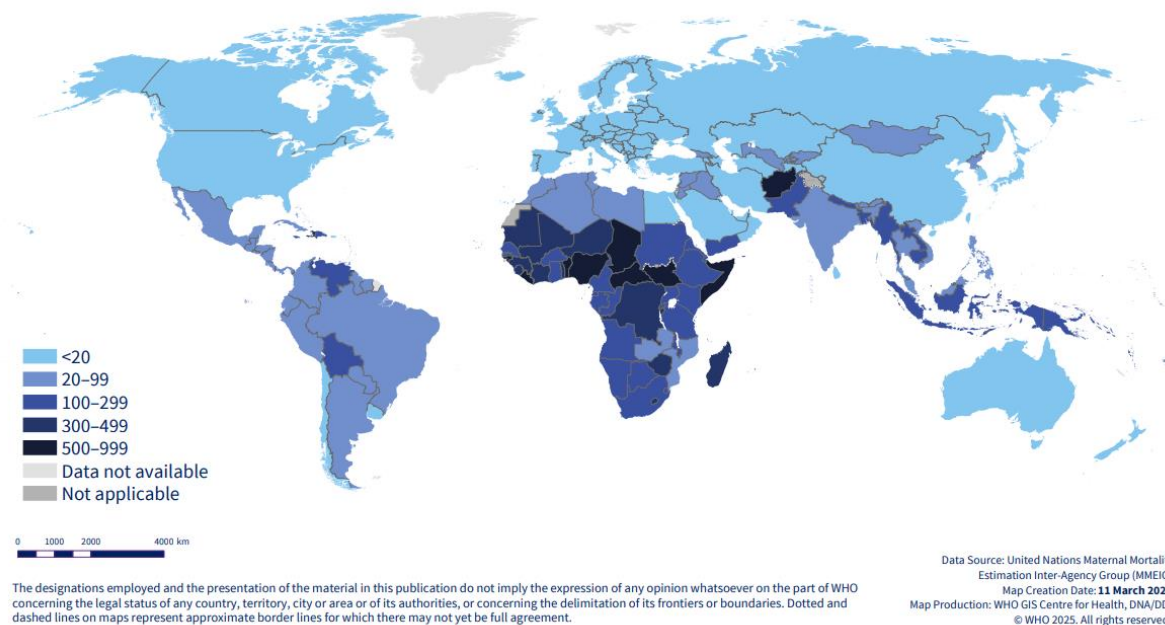 <20
20–99
100–299
300–499
500–999
Data not available
Not applicable
0 1000 2000 4000 km
The designations employed and the presentation of the material in this publication do not imply the expression of any opinion whatsoever on the part of WHO
concerning the legal status of any country, territory, city or area or of its authorities, or concerning the delimitation of its frontiers or boundaries. Dotted and
dashed lines on maps represent approximate border lines for which there may not yet be full agreement.
Data Source: United Nations Maternal Mortalit
Estimation Inter-Agency Group (MMEIG
Map Creation Date: 11 March 202
Map Production: WHO GIS Centre for Health, DNA/DD
© WHO 2025. All rights reserved